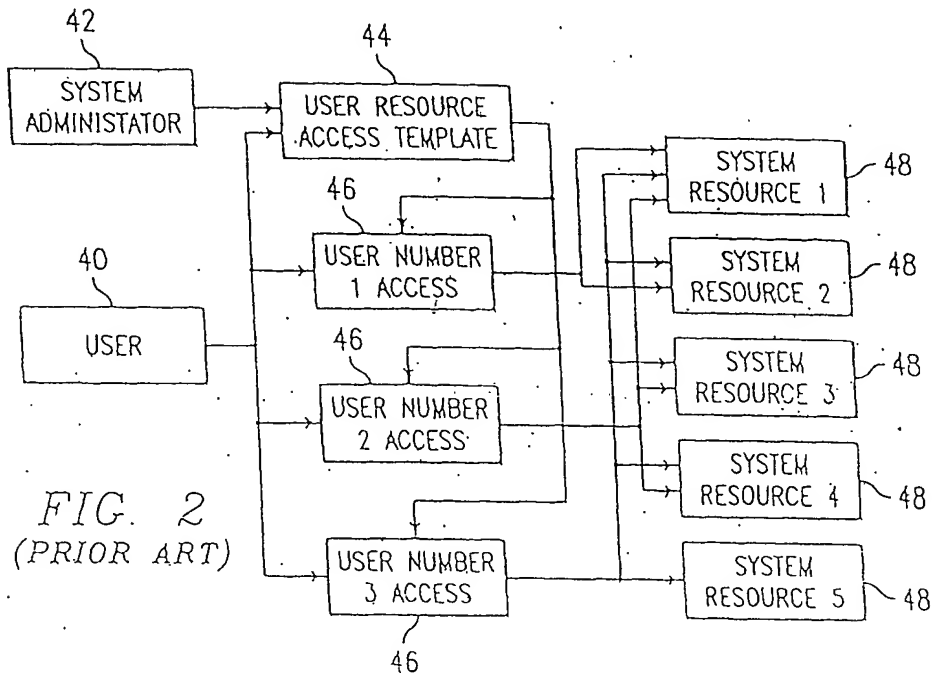 42
SYSTEM
ADMINISTATOR
44
USER RESOURCE
ACCESS TEMPLATE
46
USER NUMBER
1 ACCESS
40
USER
46
USER NUMBER
2 ACCESS
USER NUMBER
3 ACCESS
46
SYSTEM
RESOURCE 1
48
SYSTEM
RESOURCE 2
48
SYSTEM
RESOURCE 3
48
SYSTEM
RESOURCE 4
48
SYSTEM
RESOURCE 5
48
FIG. 2
(PRIOR ART)